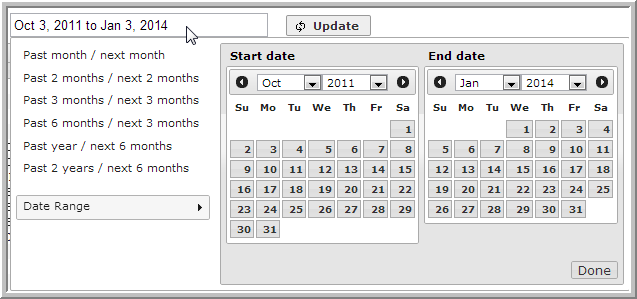 Oct 3, 2011 to Jan 3, 2014 Update
Past month / next month
Past 2 months / next 2 months
Past 3 months / next 3 months
Past 6 months / next 3 months
Past year / next 6 months
Past 2 years / next 6 months
Date Range
Start date
Oct 2011
Su Mo Tu We Th Fr Sa
1
2 3 4 5 6 7 8
9 10 11 12 13 14 15
16 17 18 19 20 21 22
23 24 25 26 27 28 29
30 31
End date
Jan 2014
Su Mo Tu We Th Fr Sa
1 2 3 4
5 6 7 8 9 10 11
12 13 14 15 16 17 18
19 20 21 22 23 24 25
26 27 28 29 30 31
Done